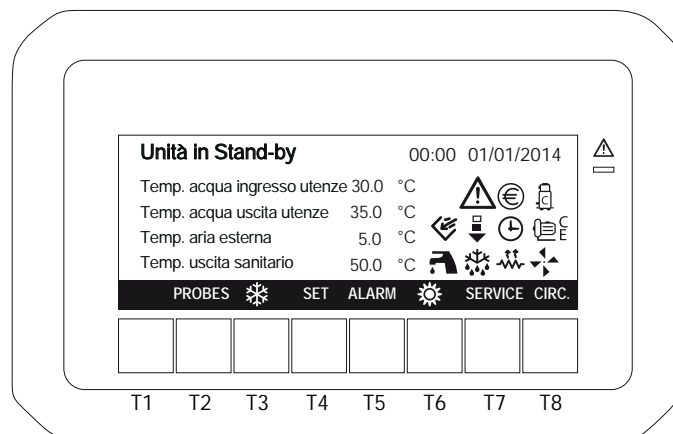 Unità in Stand-by 00:00 01/01/2014
Temp. acqua ingresso utenze 30.0 °C
Temp. acqua uscita utenze 35.0 °C
Temp. aria esterna 5.0 °C
Temp. uscita sanitario 50.0 °C
C
C
E
PROBES SET ALARM SERVICE CIRC.
T1 T2 T3 T4 T5 T6 T7 T8